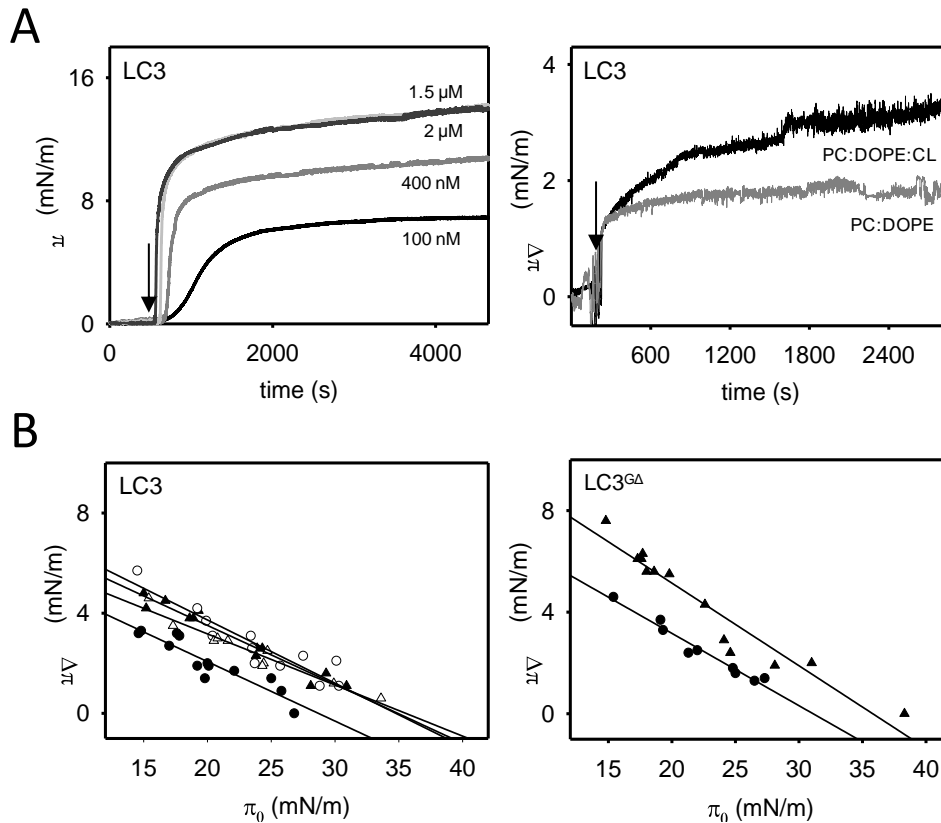 A
LC3
16
8
0
π (mN/m)
1.5 µM
2 µM
400 nM
100 nM
0 2000 4000
time (s)
LC3
4
2
0
Δπ (mN/m)
PC:DOPE:CL
PC:DOPE
600 1200 1800 2400
time (s)
B
LC3
8
4
0
Δπ (mN/m)
15 20 25 30 35 40
π0 (mN/m)
LC3GΔ
8
4
0
Δπ (mN/m)
15 20 25 30 35 40
π0 (mN/m)